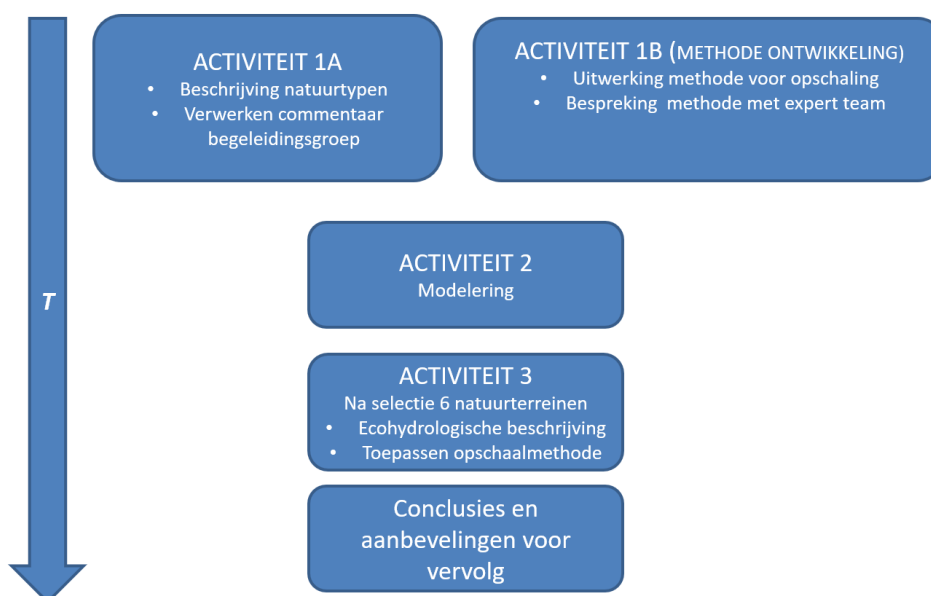 ACTIVITEIT 1A
• Beschrijving natuurtypen
• Verwerken commentaar
begeleidingsgroep
ACTIVITEIT 1B (METHODE ONTWIKKELING)
• Uitwerking methode voor opschaling
• Bespreking methode met expert team
ACTIVITEIT 2
Modelering
T
ACTIVITEIT 3
Na selectie 6 natuurterreinen
• Ecohydrologische beschrijving
• Toepassen opschaalmethode
Conclusies en
aanbevelingen voor
vervolg